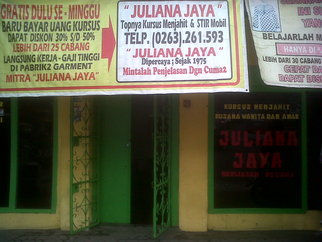 GRATIS DULU SE - MINGGU
BARU BAYAR UANG KURSUS
DAPAT DISKON 30% S/D 50%
LEBIH DARI 25 CABANG
LANGSUNG KERJA - GAJI TINGGI
DI PABRIK2 GARMENT
MITRA "JULIANA JAYA"
"JULIANA JAYA"
Topnya Kursus Menjahit & STIR Mobil
TELP. (0263) 261.593
"JULIANA JAYA"
Dipercaya ; Sejak 1975
Mintalah Penjelasan Dgn Cuma2
BELAJARLAH M
HANYA DI
LEBIH DARI 30 CABANG
CEPAT
DAPAT DISK
KURSUS MENJAHIT
BUSANA WANITA DAN ANAK
JULIANA
JAYA